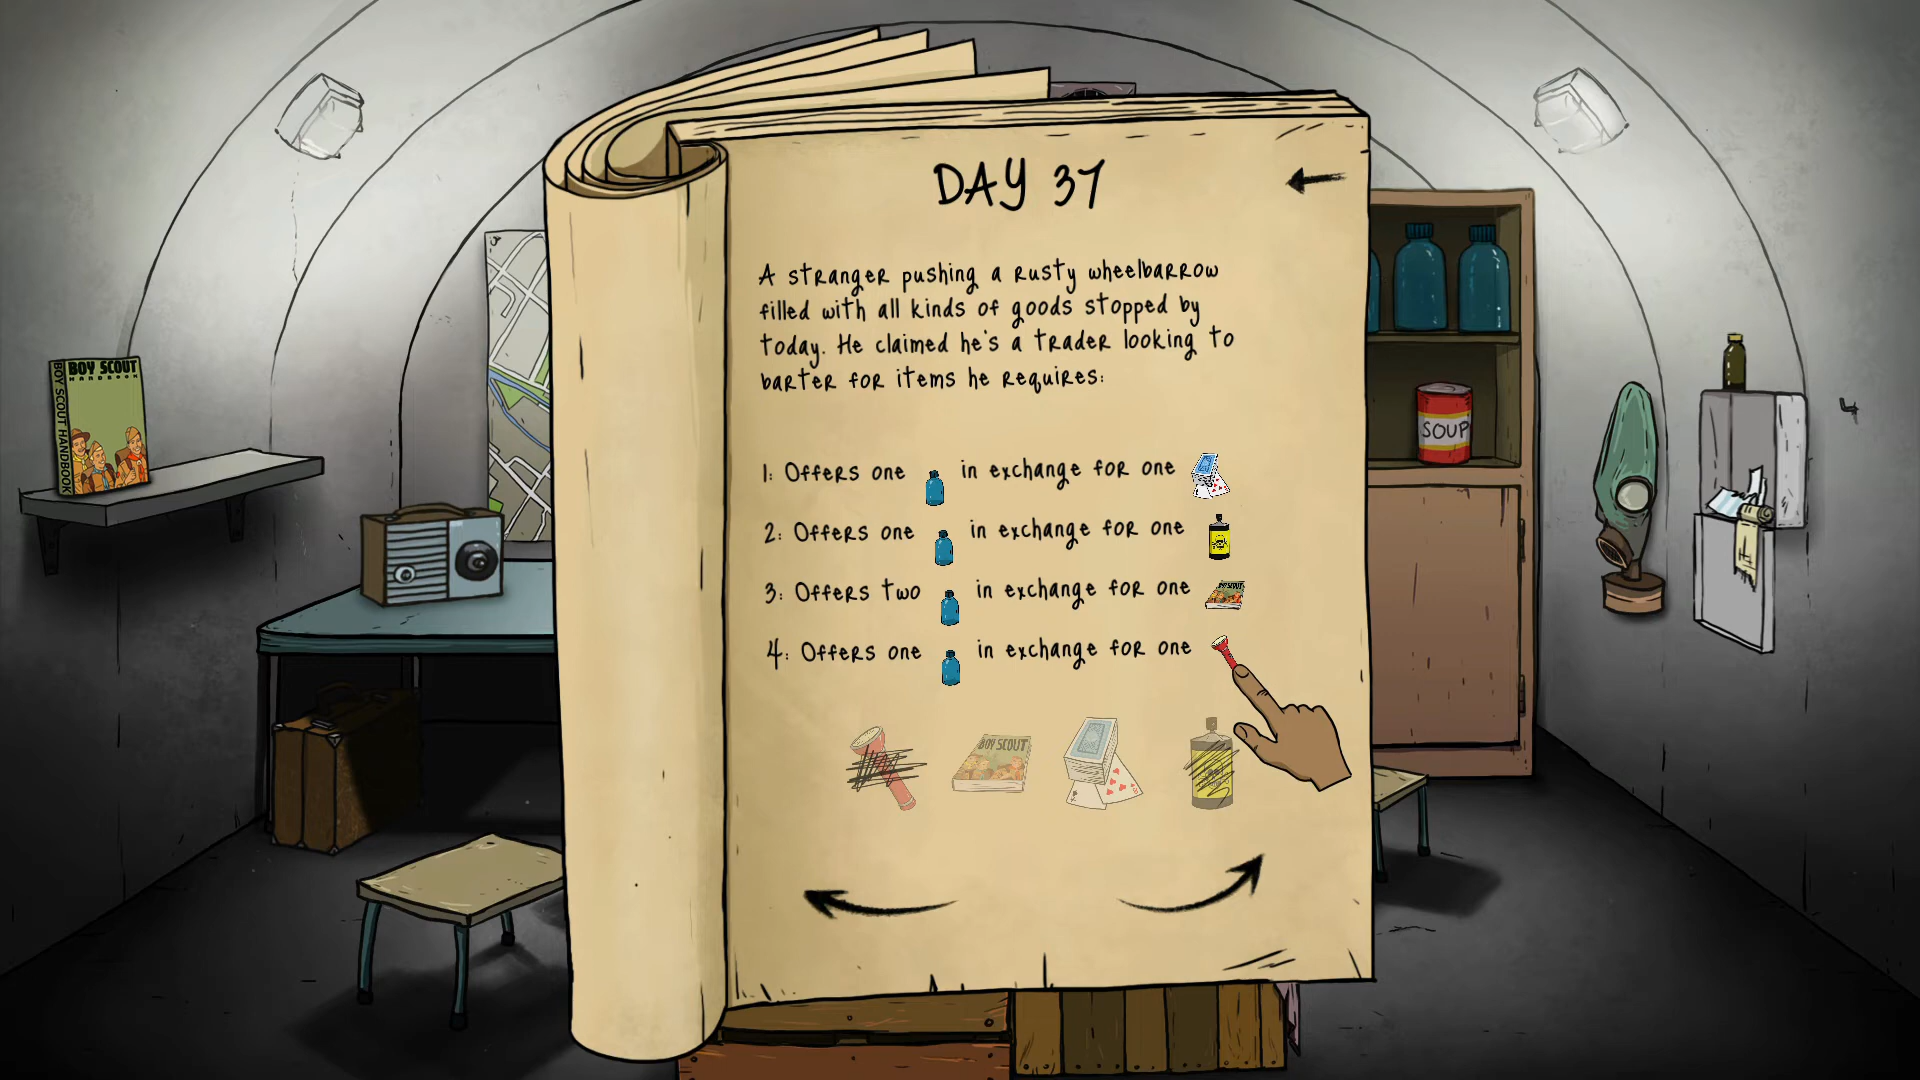 DAY 37
A stranger pushing a rusty wheelbarrow
filled with all kinds of goods stopped by
today. He claimed he's a trader looking to
barter for items he requires:
1: Offers one in exchange for one
2: Offers one in exchange for one
3: Offers two in exchange for one
4: Offers one in exchange for one
BOY SCOUT
HANDBOOK
BOY SCOUT HANDBOOK
SOUP
BOY SCOUT
BOY SCOUT